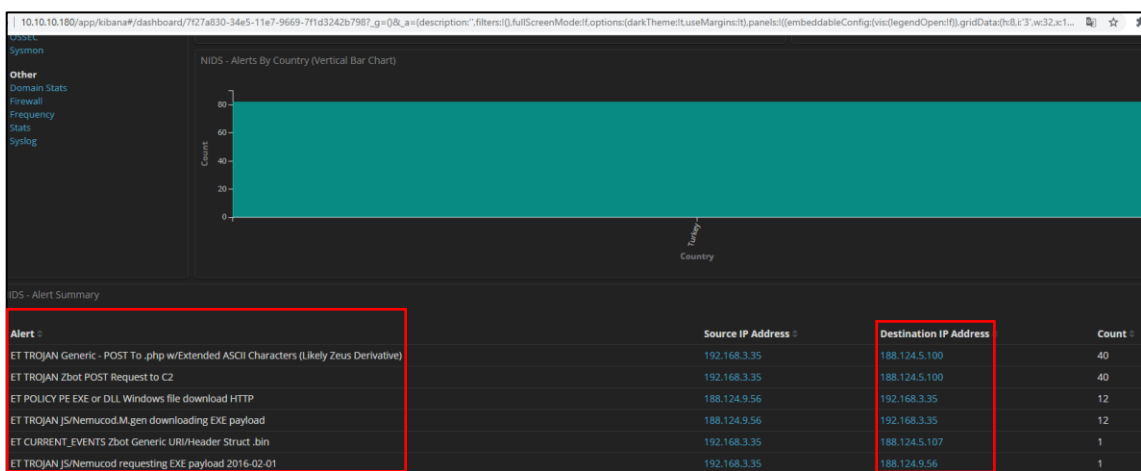 10.10.10.180/app/kibana#/dashboard/7f27a830-34e5-11e7-9669-7f1d3242b798?_g=()&_a=(description:'',filters:!(),fullScreenMode:!f,options:(darkTheme:!t,useMargins:!t),panels:!((embeddableConfig:(vis:(legendOpen:!f)),gridData:(h:8,i:'3',w:32,x:1...
OSSEC
Sysmon
Other
Domain Stats
Firewall
Frequency
Stats
Syslog
NIDS - Alerts By Country (Vertical Bar Chart)
80
60
40
20
0
Count
Turkey
Country
IDS - Alert Summary
Alert Source IP Address Destination IP Address Count
ET TROJAN Generic - POST To .php w/Extended ASCII Characters (Likely Zeus Derivative) 192.168.3.35 188.124.5.100 40
ET TROJAN Zbot POST Request to C2 192.168.3.35 188.124.5.100 40
ET POLICY PE EXE or DLL Windows file download HTTP 188.124.9.56 192.168.3.35 12
ET TROJAN JS/Nemucod.M.gen downloading EXE payload 188.124.9.56 192.168.3.35 12
ET CURRENT_EVENTS Zbot Generic URI/Header Struct .bin 192.168.3.35 188.124.5.107 1
ET TROJAN JS/Nemucod requesting EXE payload 2016-02-01 192.168.3.35 188.124.9.56 1